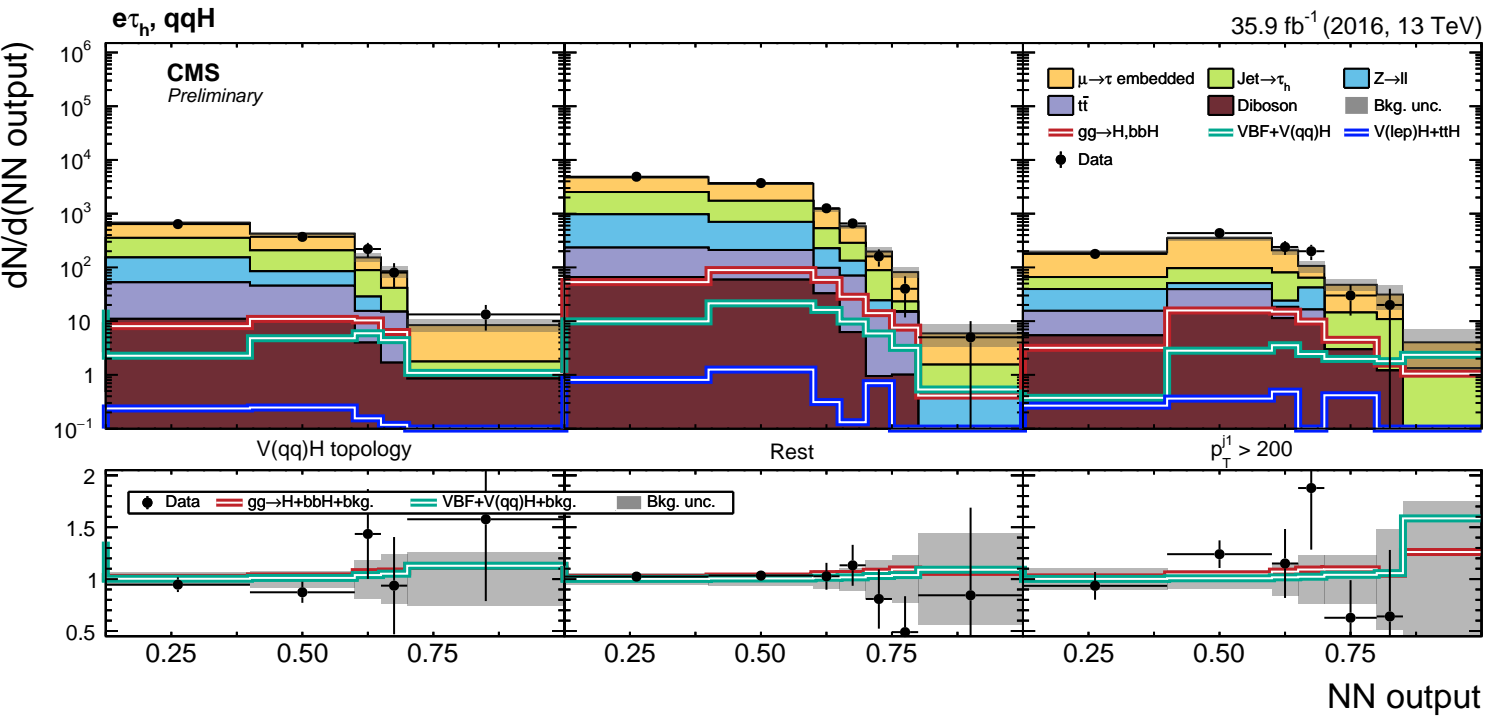 eτₕ, qqH
35.9 fb⁻¹ (2016, 13 TeV)
dN/d(NN output)
10⁶
10⁵
10⁴
10³
10²
10
1
10⁻¹
CMS
Preliminary
μ→τ embedded
Jet→τₕ
Z→ll
tt̄
Diboson
Bkg. unc.
gg→H,bbH
VBF+V(qq)H
V(lep)H+ttH
Data
V(qq)H topology
Rest
p_T^j1 > 200
2
1.5
1
0.5
Data
gg→H+bbH+bkg.
VBF+V(qq)H+bkg.
Bkg. unc.
0.25 0.50 0.75 0.25 0.50 0.75 0.25 0.50 0.75
NN output